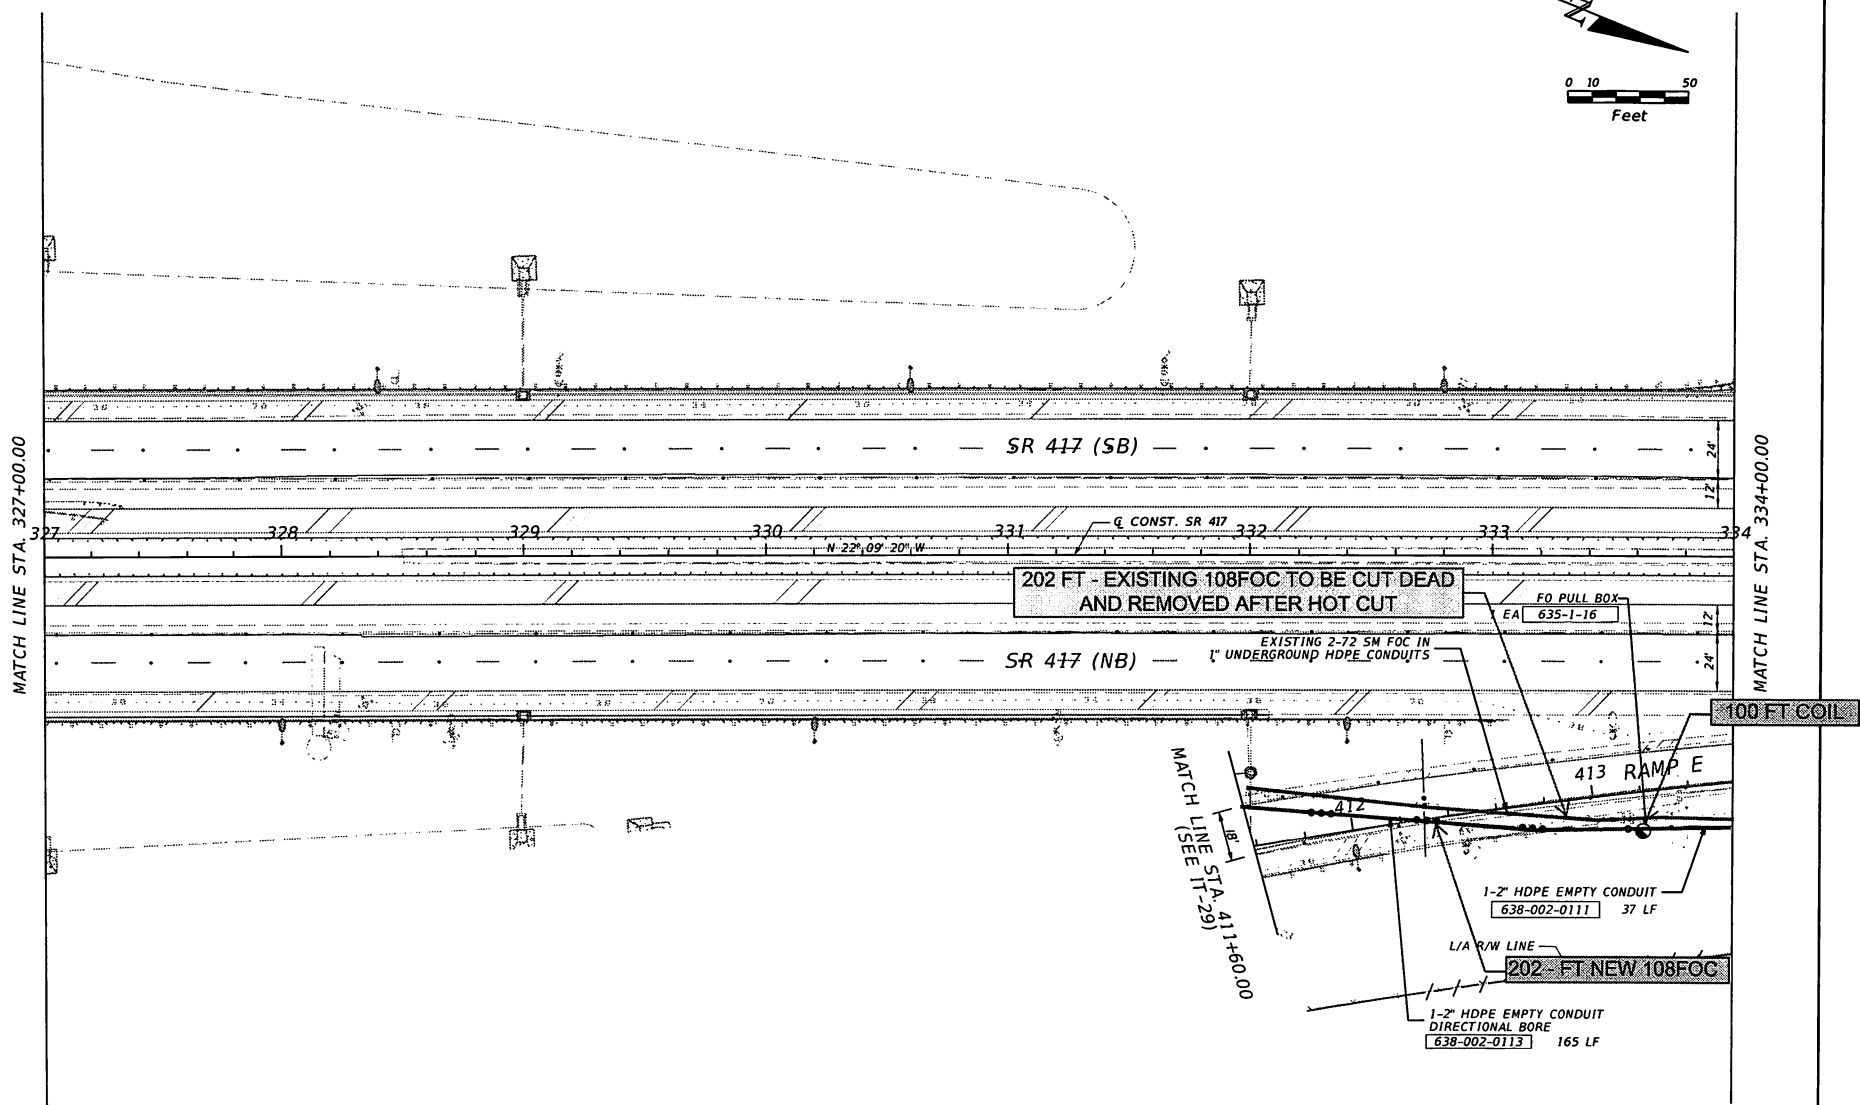 N
0 10 50
Feet
MATCH LINE STA. 327+00.00
MATCH LINE STA. 334+00.00
SR 417 (SB)
24'
12'
327 328 329 330 331 332 333 334
℄ CONST. SR 417
N 22° 09' 20" W
202 FT - EXISTING 108FOC TO BE CUT DEAD
AND REMOVED AFTER HOT CUT
FO PULL BOX
1 EA 635-1-16
12'
24'
EXISTING 2-72 SM FOC IN
1" UNDERGROUND HDPE CONDUITS
SR 417 (NB)
100 FT COIL
413 RAMP E
412
18'
MATCH LINE STA. 411+60.00
(SEE IT-29)
1-2" HDPE EMPTY CONDUIT
638-002-0111 37 LF
L/A R/W LINE
202 - FT NEW 108FOC
1-2" HDPE EMPTY CONDUIT
DIRECTIONAL BORE
638-002-0113 165 LF